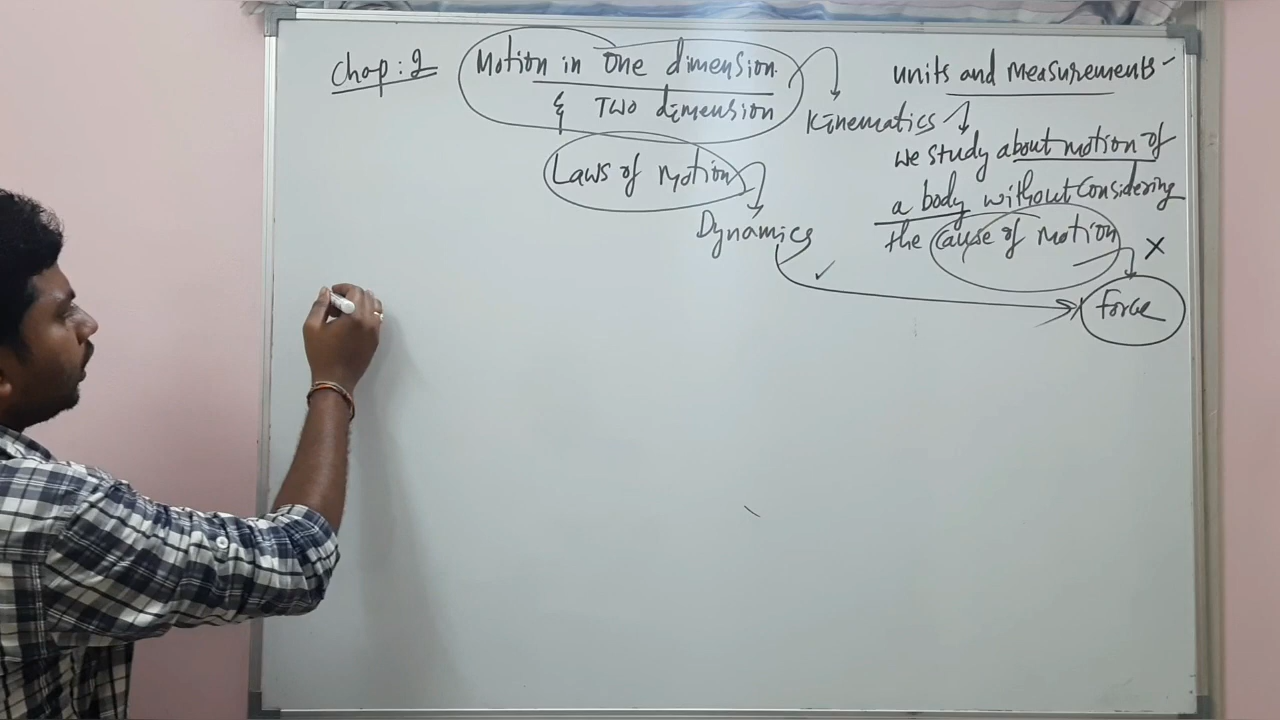 Chap: 2
Motion in One dimension
& Two dimension
Laws of motion
Dynamics
units and measurements
Kinematics
we study about motion of
a body without considering
the cause of motion
X
force